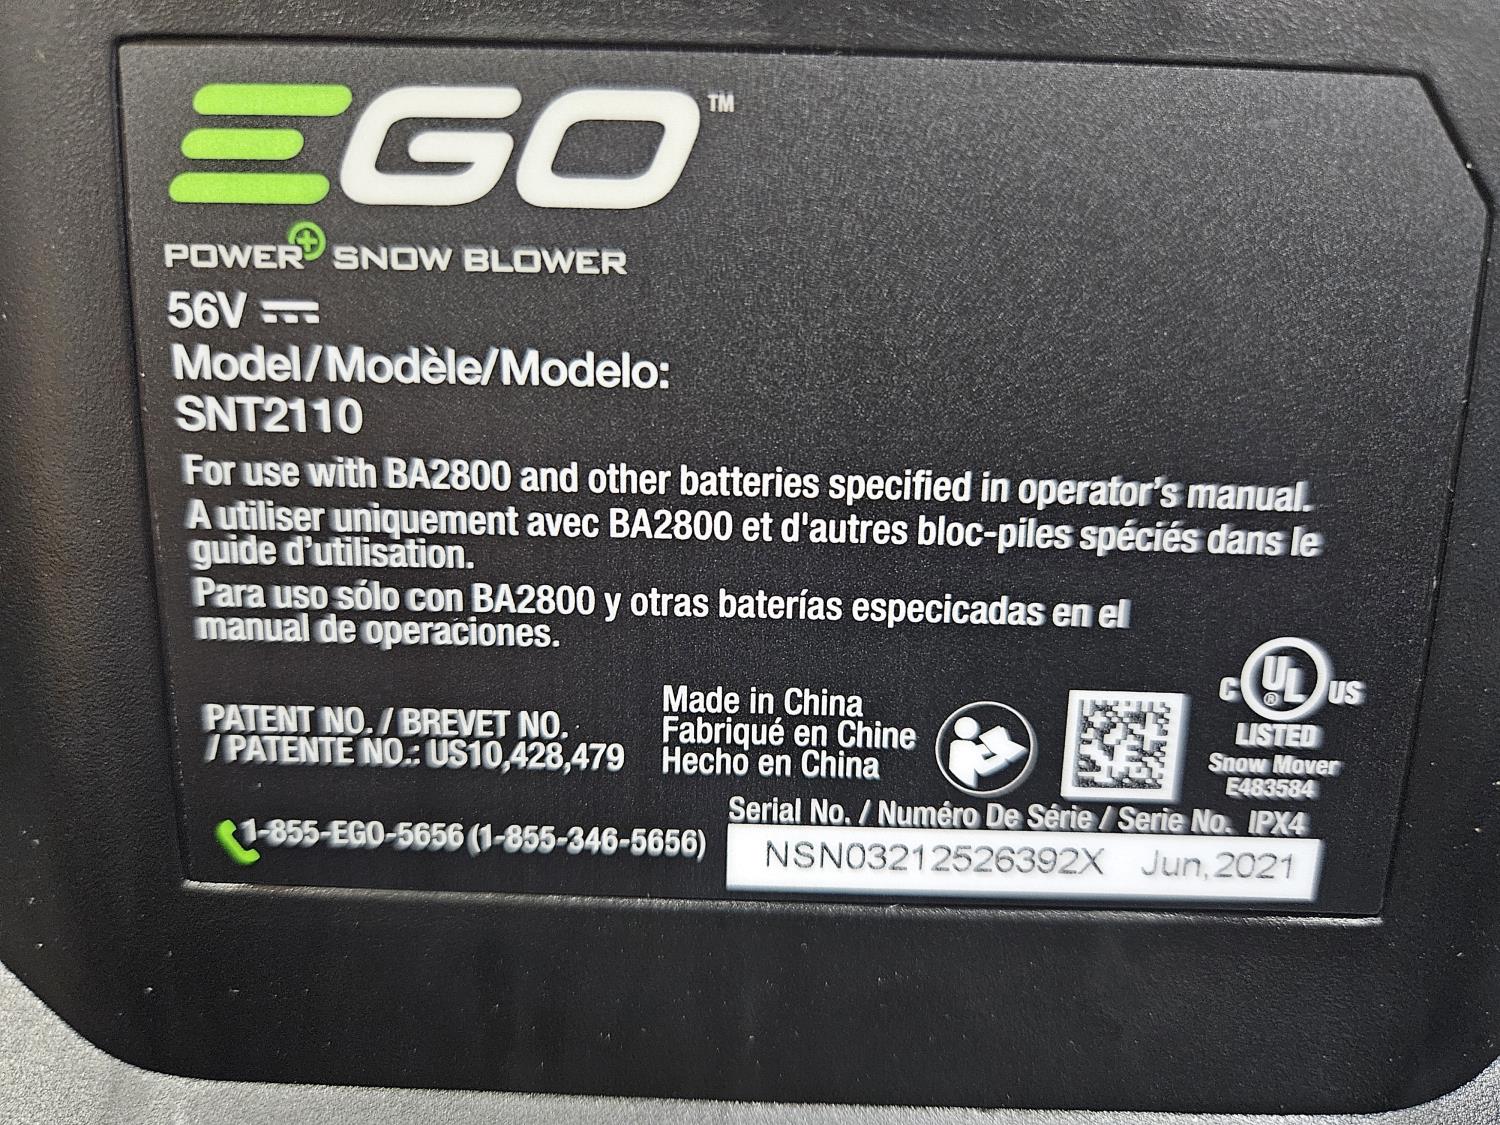 EGO™
POWER+ SNOW BLOWER
56V
Model/Modèle/Modelo:
SNT2110
For use with BA2800 and other batteries specified in operator's manual.
A utiliser uniquement avec BA2800 et d'autres bloc-piles spéciés dans le
guide d'utilisation.
Para uso sólo con BA2800 y otras baterías especicadas en el
manual de operaciones.
PATENT NO. / BREVET NO.
/ PATENTE NO.: US10,428,479
Made in China
Fabriqué en Chine
Hecho en China
C UL® US
LISTED
Snow Mover
E483584
1-855-EGO-5656 (1-855-346-5656)
Serial No. / Numéro De Série / Serie No. IPX4
NSN03212526392X Jun,2021